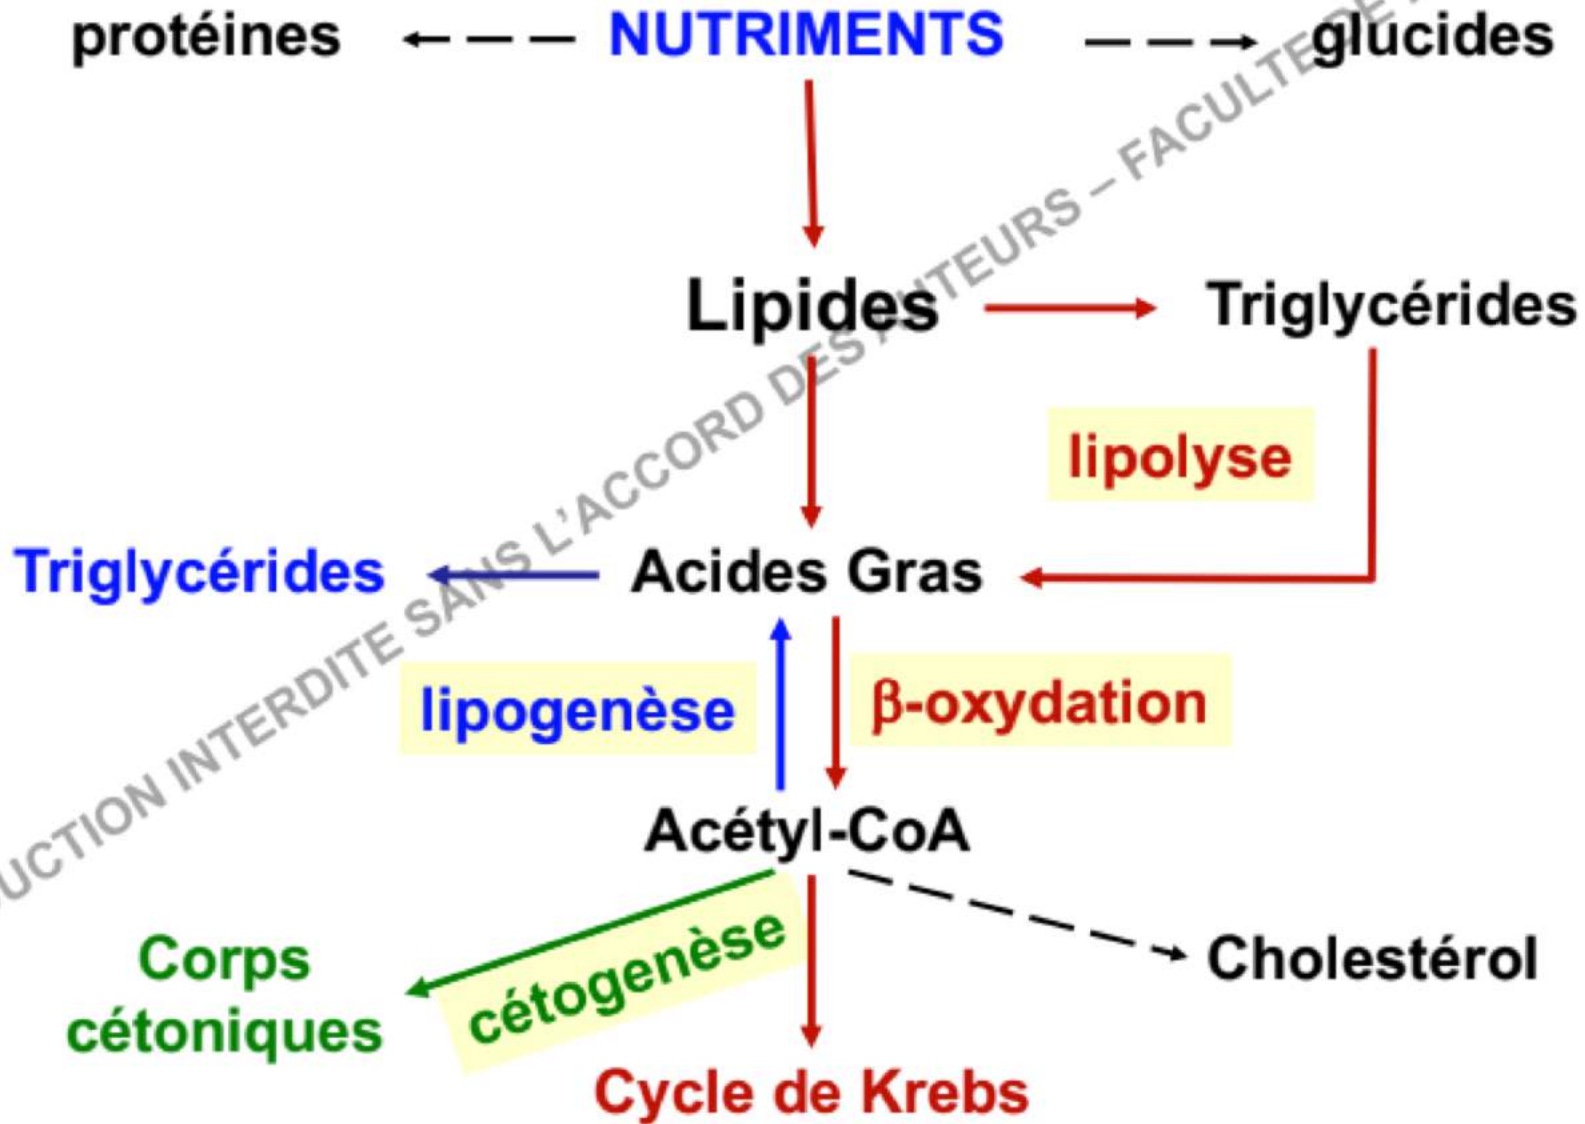 protéines NUTRIMENTS glucides
Lipides Triglycérides
lipolyse
Triglycérides Acides Gras
lipogenèse β-oxydation
Acétyl-CoA
Corps
cétoniques
cétogenèse
Cholestérol
Cycle de Krebs
UCTION INTERDITE SANS L'ACCORD DES AUTEURS – FACULTE DE